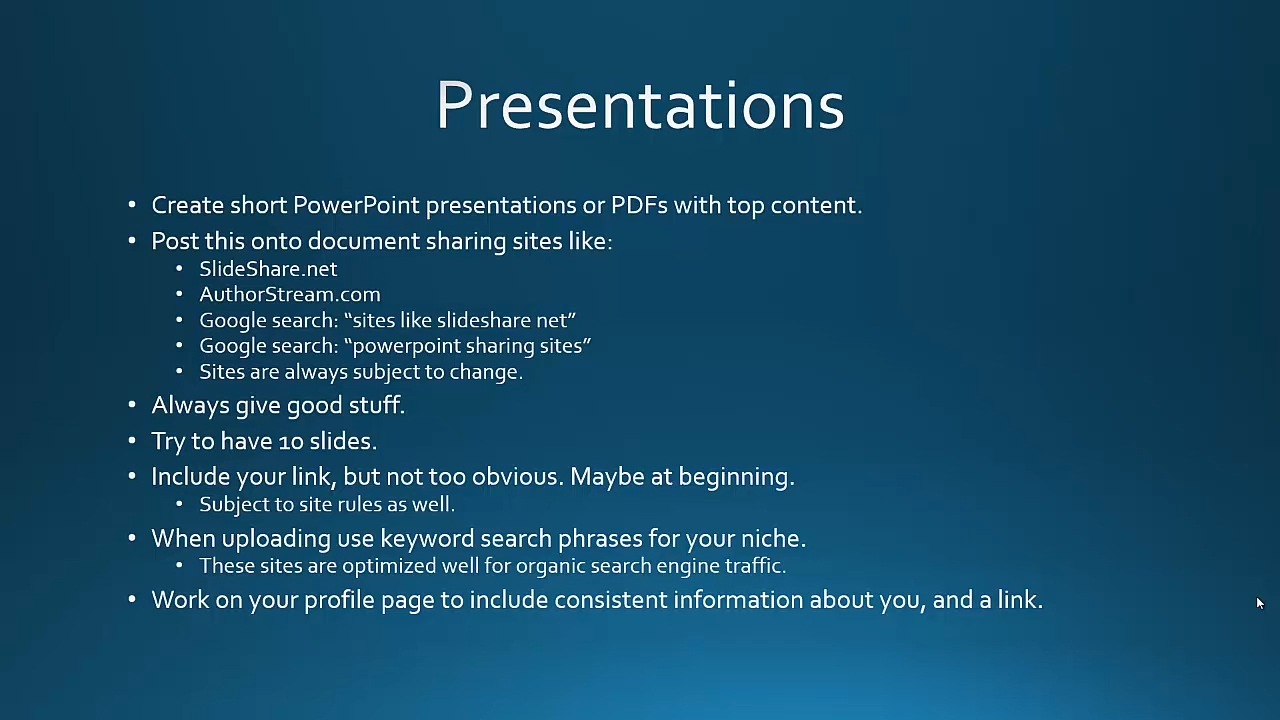 Presentations
• Create short PowerPoint presentations or PDFs with top content.
• Post this onto document sharing sites like:
• SlideShare.net
• AuthorStream.com
• Google search: “sites like slideshare net”
• Google search: “powerpoint sharing sites”
• Sites are always subject to change.
• Always give good stuff.
• Try to have 10 slides.
• Include your link, but not too obvious. Maybe at beginning.
• Subject to site rules as well.
• When uploading use keyword search phrases for your niche.
• These sites are optimized well for organic search engine traffic.
• Work on your profile page to include consistent information about you, and a link.